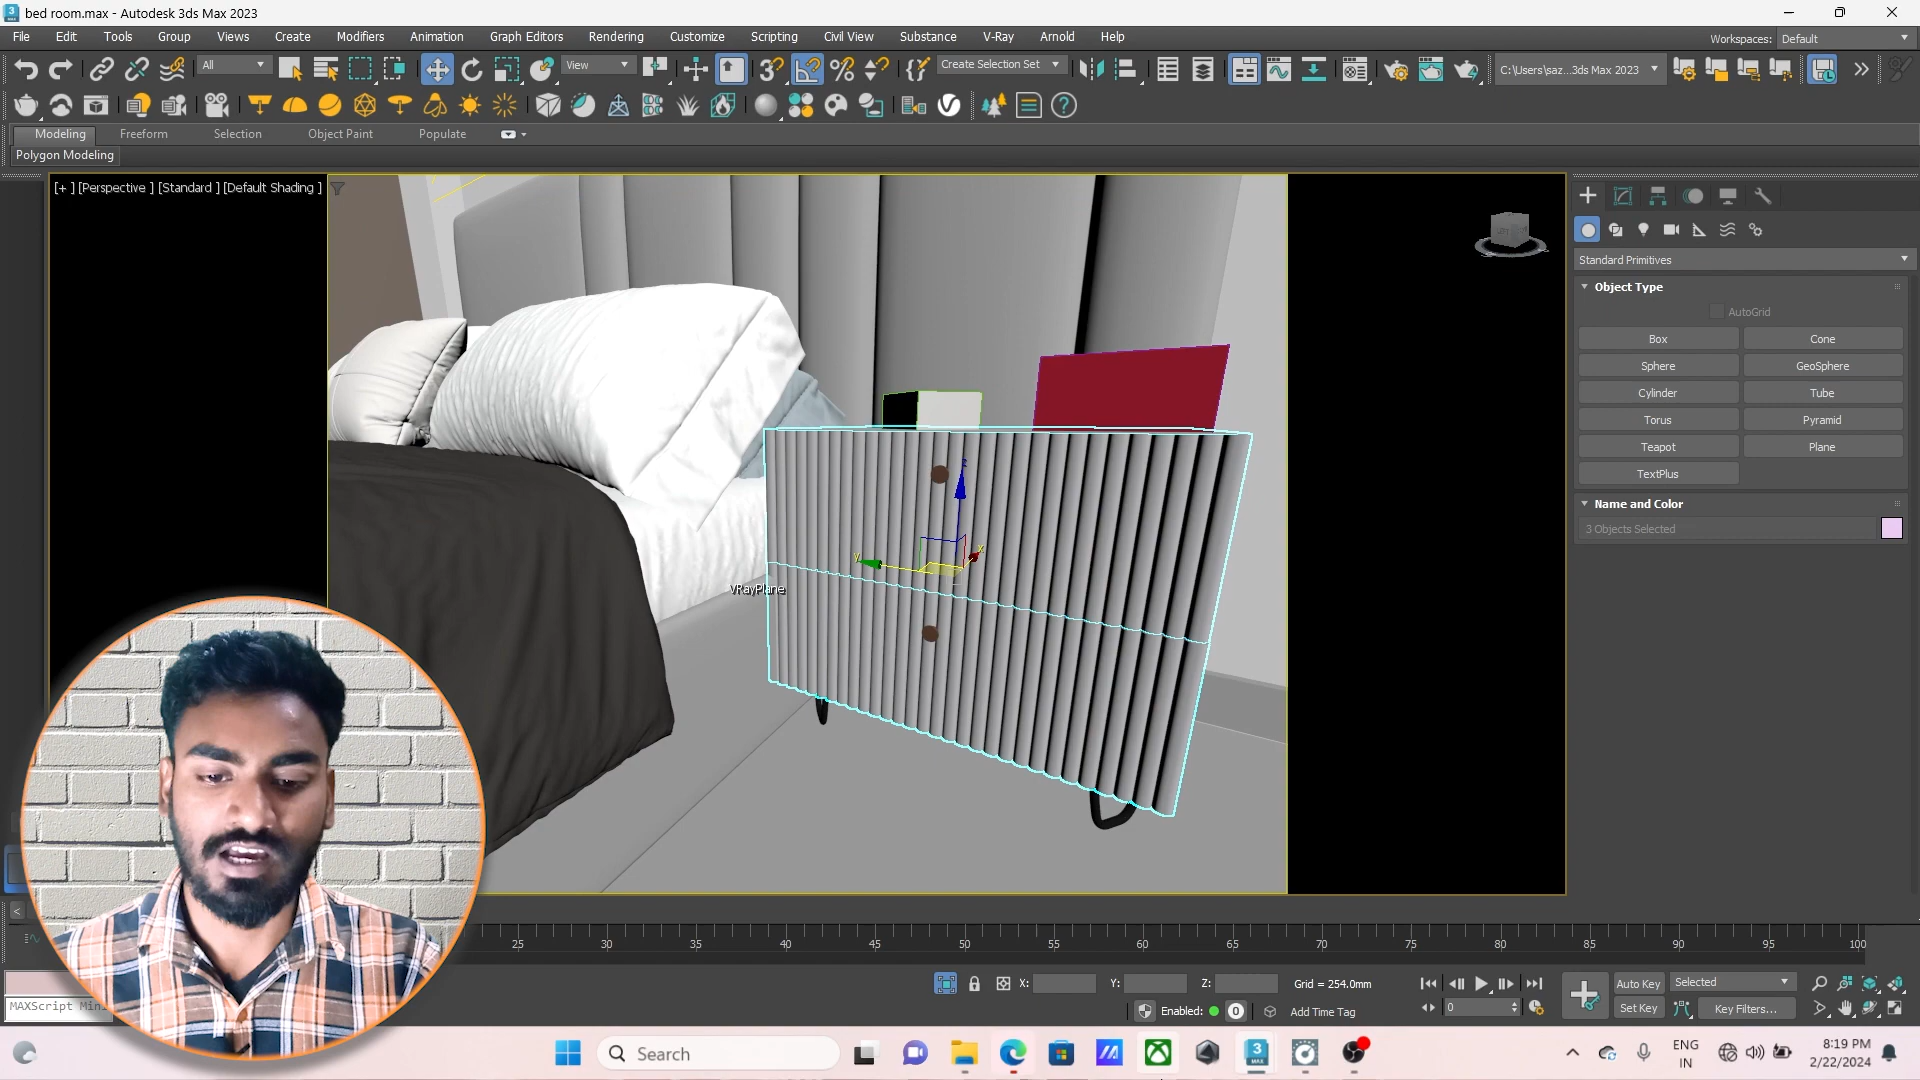 bed room.max - Autodesk 3ds Max 2023
File Edit Tools Group Views Create Modifiers Animation Graph Editors Rendering Customize Scripting Civil View Substance V-Ray Arnold Help
Workspaces: Default
All
View
Create Selection Set
C:\Users\saz...3ds Max 2023
Modeling Freeform Selection Object Paint Populate
Polygon Modeling
[+ ] [Perspective ] [Standard ] [Default Shading ]
Standard Primitives
Object Type
AutoGrid
Box Cone
Sphere GeoSphere
Cylinder Tube
Torus Pyramid
Teapot Plane
TextPlus
Name and Color
3 Objects Selected
z
x
y
VRayPlane
25 30 35 40 45 50 55 60 65 70 75 80 85 90 95 100
X: Y: Z: Grid = 254.0mm
Auto Key Selected
MAXScript Mini
Enabled: 0 Add Time Tag
0
Set Key Key Filters...
Search
3
MAX
ENG
IN
8:19 PM
2/22/2024